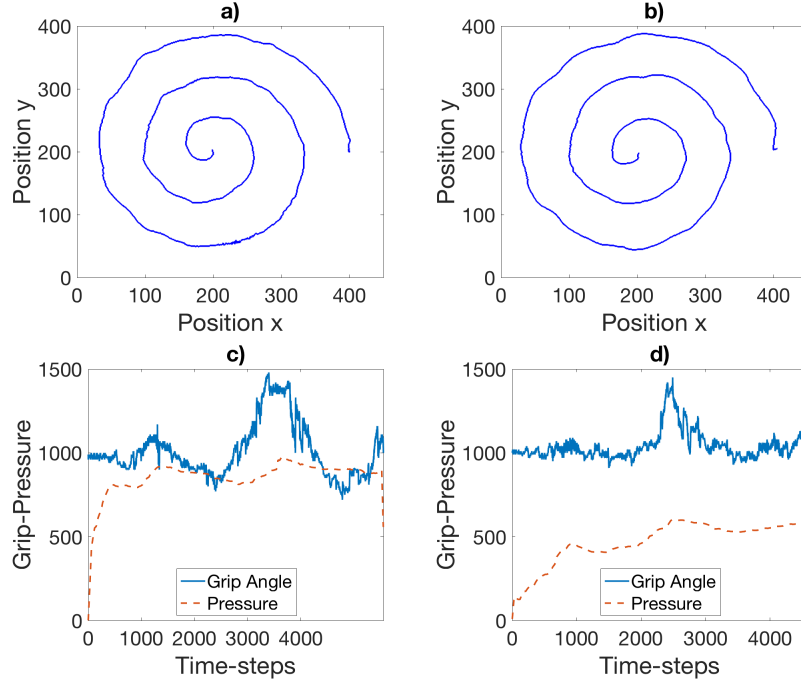 a)
400
300
200
100
0
Position y
0 100 200 300 400
Position x
b)
400
300
200
100
0
Position y
0 100 200 300 400
Position x
c)
1500
1000
500
0
Grip-Pressure
Grip Angle
Pressure
0 1000 2000 3000 4000
Time-steps
d)
1500
1000
500
0
Grip-Pressure
Grip Angle
Pressure
0 1000 2000 3000 4000
Time-steps